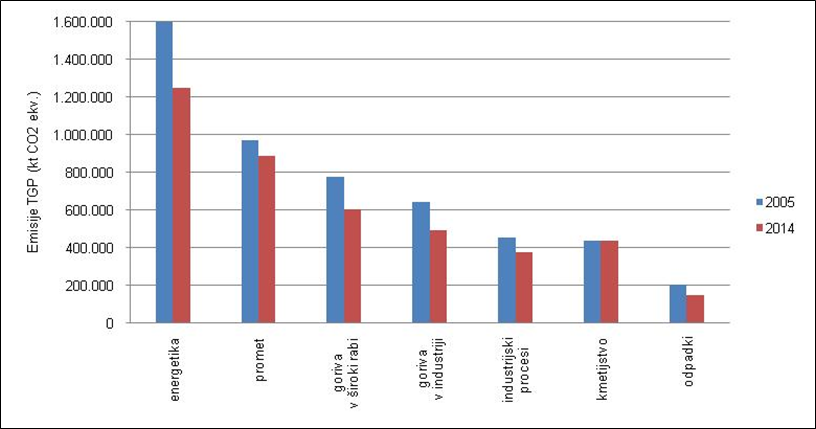 Emisije TGP (kt CO2 ekv.)
1.600.000
1.400.000
1.200.000
1.000.000
800.000
600.000
400.000
200.000
0
energetika
promet
goriva
v široki rabi
goriva
v industriji
industrijski
procesi
kmetijstvo
odpadki
2005
2014